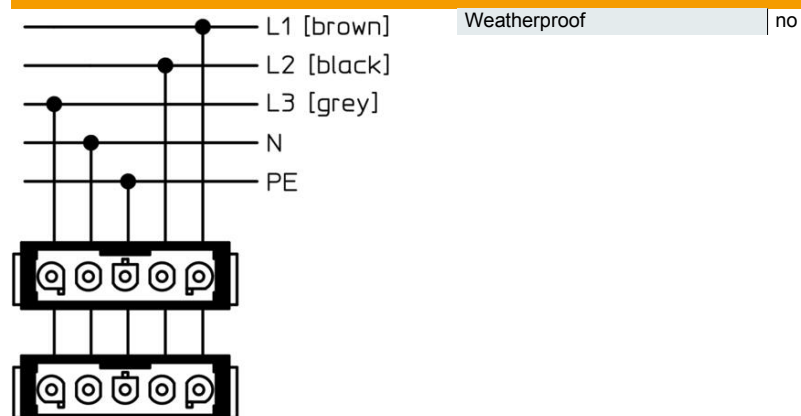 L1 [brown]
Weatherproof no
L2 [black]
L3 [grey]
N
PE